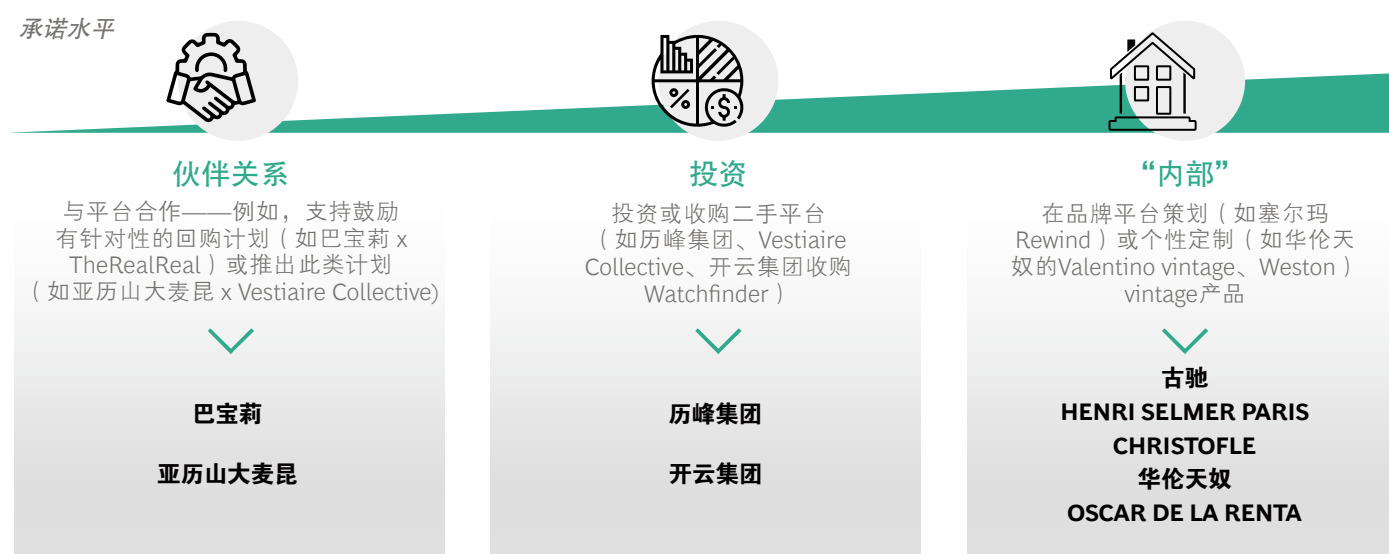 承诺水平
伙伴关系
与平台合作——例如，支持鼓励
有针对性的回购计划（如巴宝莉 x
TheRealReal）或推出此类计划
（如亚历山大麦昆 x Vestiaire Collective)
巴宝莉
亚历山大麦昆
投资
投资或收购二手平台
（如历峰集团、Vestiaire
Collective、开云集团收购
Watchfinder）
历峰集团
开云集团
“内部”
在品牌平台策划（如塞尔玛
Rewind）或个性定制（如华伦天
奴的Valentino vintage、Weston）
vintage产品
古驰
HENRI SELMER PARIS
CHRISTOFLE
华伦天奴
OSCAR DE LA RENTA